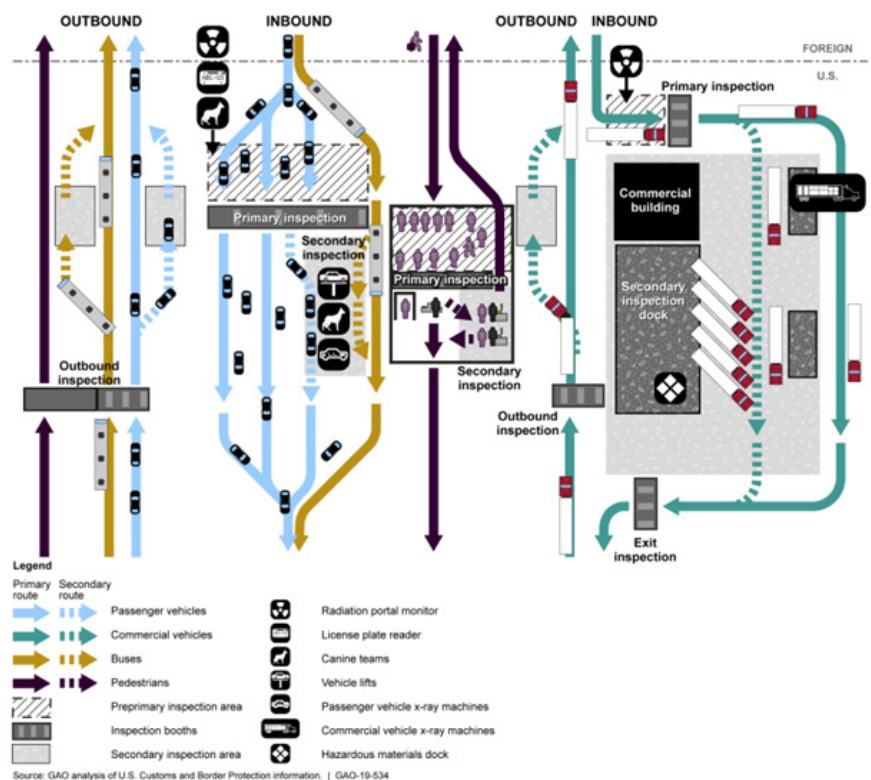 OUTBOUND
INBOUND
OUTBOUND
INBOUND
FOREIGN
U.S.
ABC-123
Primary inspection
Commercial
building
Primary inspection
Secondary
inspection
Primary inspection
Secondary
inspection
dock
Outbound
inspection
Secondary
inspection
Outbound
inspection
Exit
inspection
Legend
Primary
route
Secondary
route
Passenger vehicles
Commercial vehicles
Buses
Pedestrians
Preprimary inspection area
Inspection booths
Secondary inspection area
Radiation portal monitor
License plate reader
Canine teams
Vehicle lifts
Passenger vehicle x-ray machines
Commercial vehicle x-ray machines
Hazardous materials dock
Source: GAO analysis of U.S. Customs and Border Protection information. | GAO-19-534